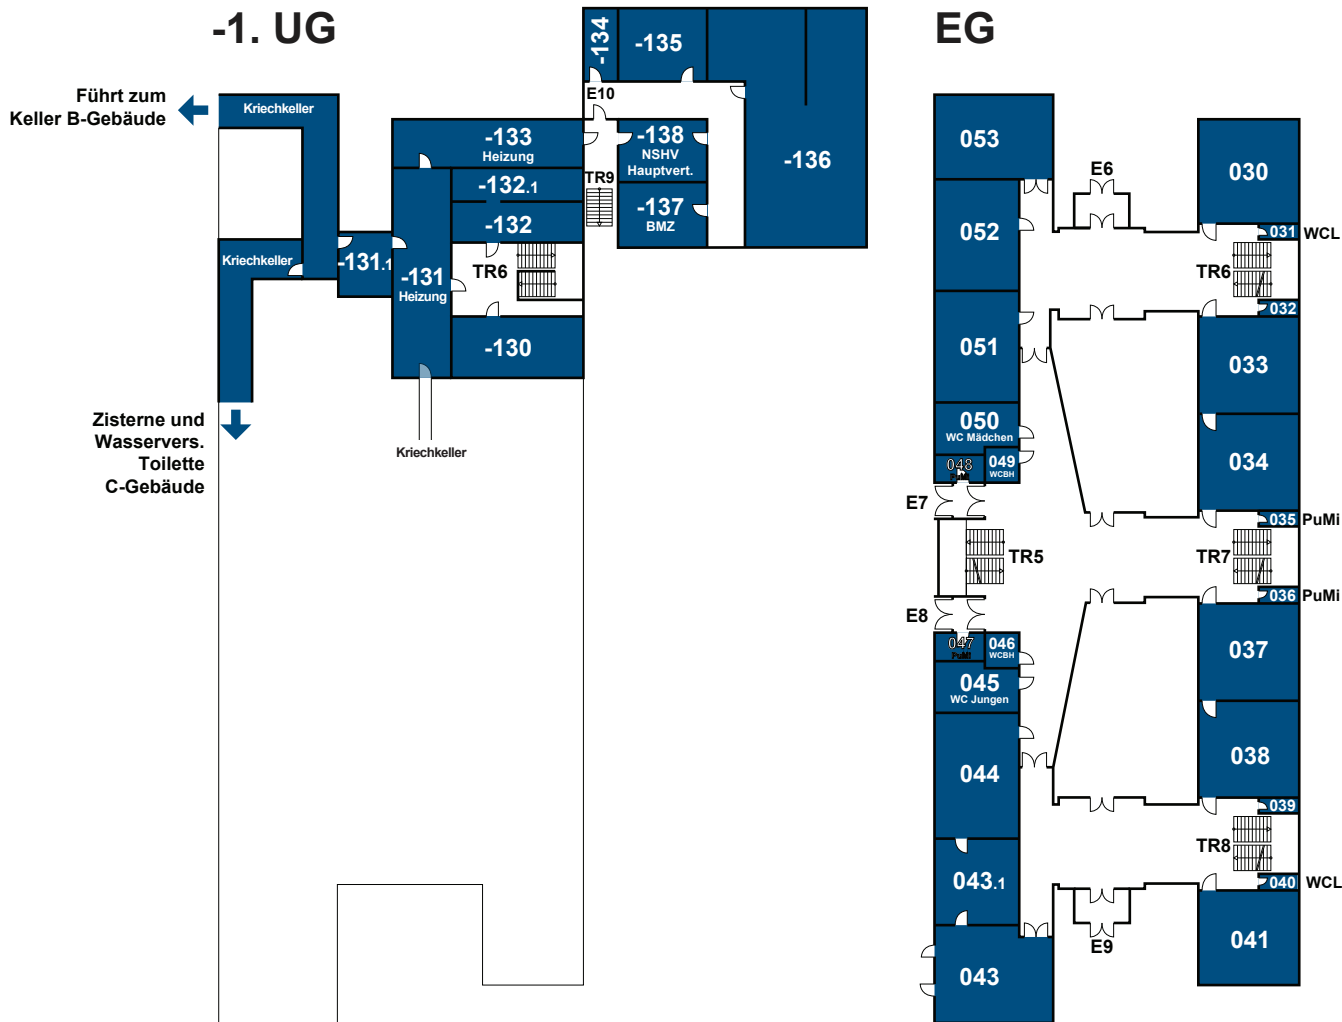 -1. UG
EG
Führt zum
Keller B-Gebäude
Kriechkeller
Kriechkeller
-131.1
-131
Heizung
-133
Heizung
-132.1
-132
TR6
-130
Kriechkeller
Zisterne und
Wasservers.
Toilette
C-Gebäude
-134
-135
E10
-138
NSHV
Hauptvert.
-137
BMZ
TR9
-136
053
052
051
050
WC Mädchen
048
PuMi
049
WCBH
E7
TR5
E8
047
PuMi
046
WCBH
045
WC Jungen
044
043.1
043
E6
E9
030
031
WCL
TR6
032
033
034
035
PuMi
TR7
036
PuMi
037
038
039
TR8
040
WCL
041